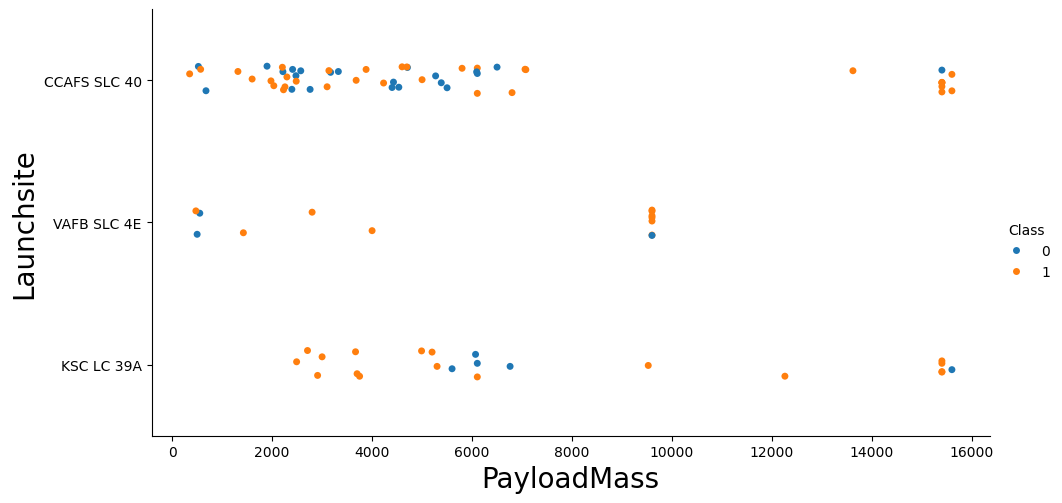 Launchsite
CCAFS SLC 40
VAFB SLC 4E
KSC LC 39A
0 2000 4000 6000 8000 10000 12000 14000 16000
PayloadMass
Class
0
1